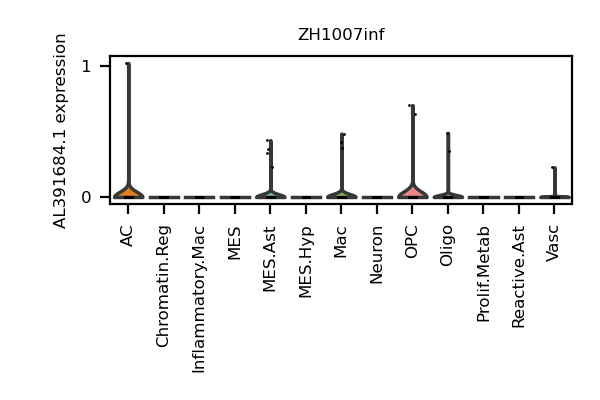 ZH1007inf
AL391684.1 expression
1
0
AC
Chromatin.Reg
Inflammatory.Mac
MES
MES.Ast
MES.Hyp
Mac
Neuron
OPC
Oligo
Prolif.Metab
Reactive.Ast
Vasc